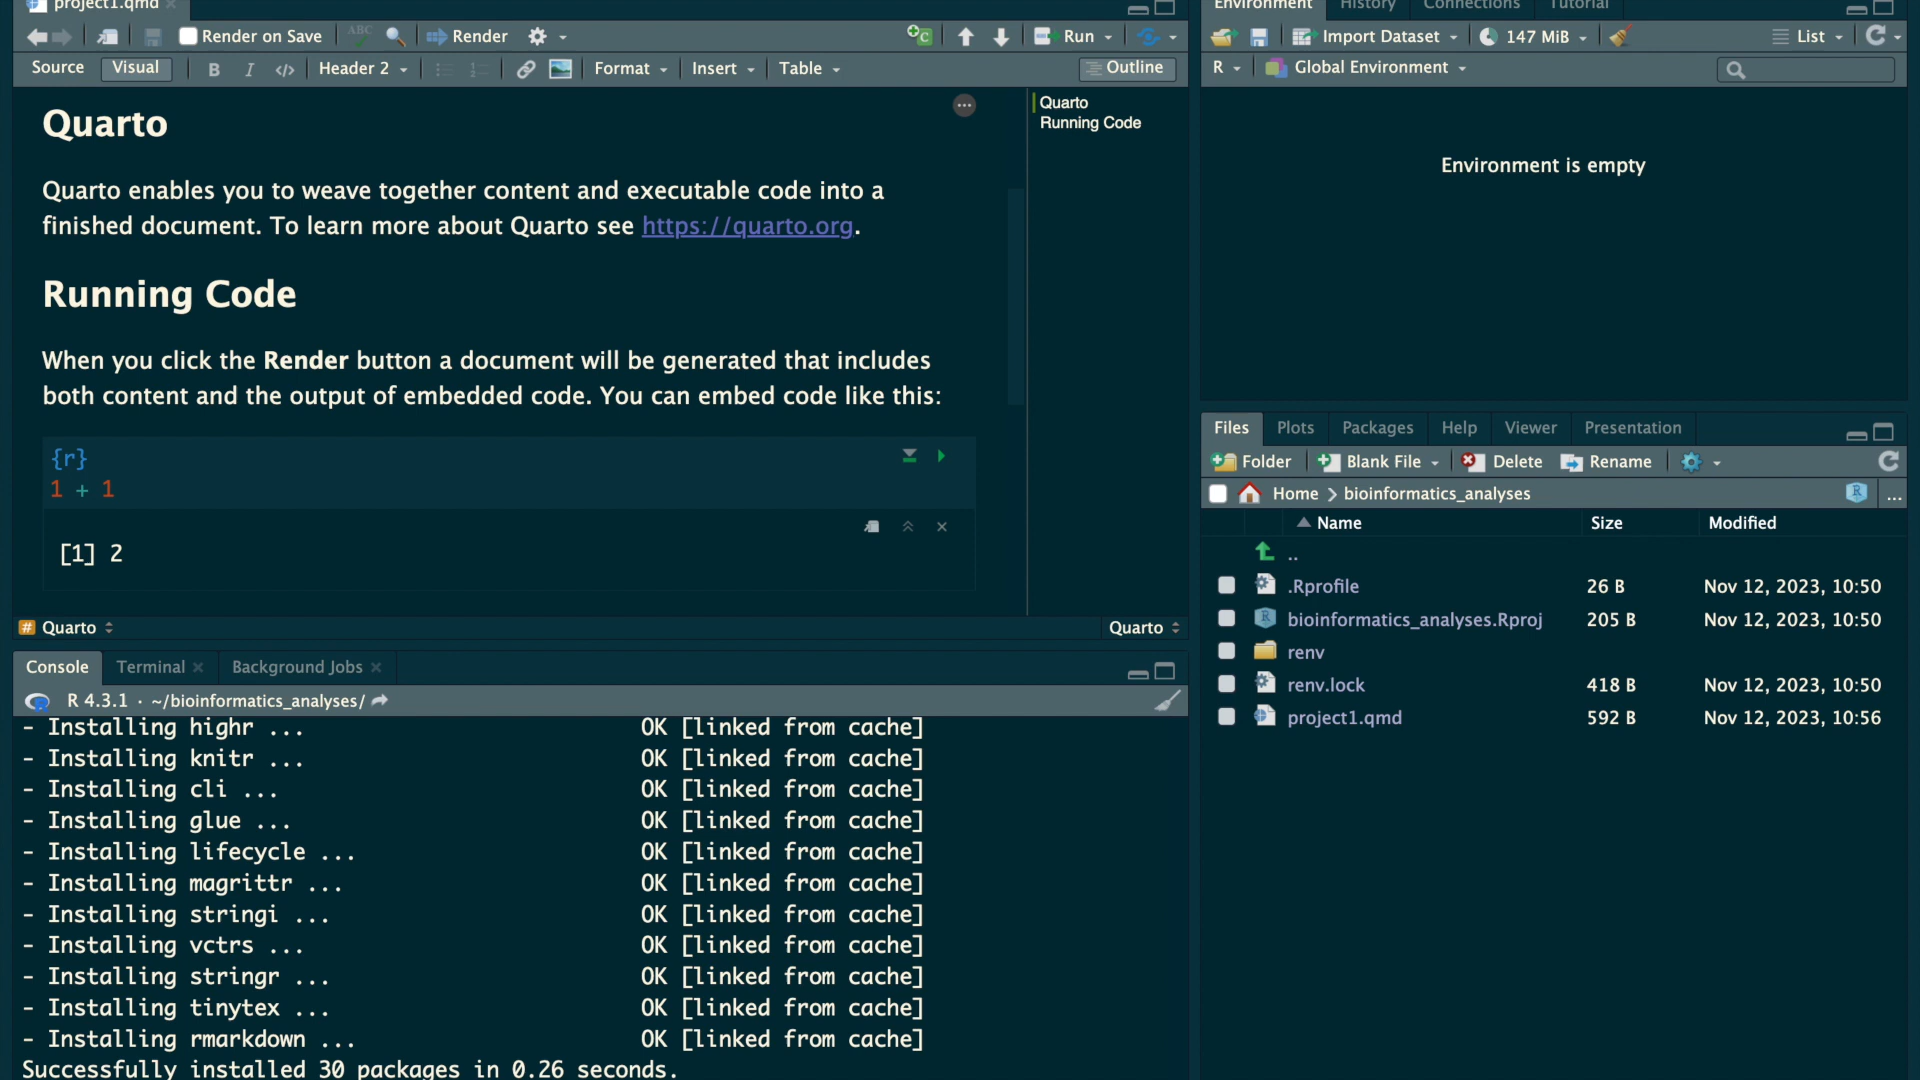 project1.qmd
Render on Save
ABC
Render
Run
Source
Visual
B
I
</>
Header 2
Format
Insert
Table
Outline
Quarto
Quarto enables you to weave together content and executable code into a
finished document. To learn more about Quarto see https://quarto.org.
Running Code
When you click the Render button a document will be generated that includes
both content and the output of embedded code. You can embed code like this:
{r}
1 + 1
[1] 2
Quarto
Running Code
# Quarto
Quarto
Console
Terminal
Background Jobs
R 4.3.1 · ~/bioinformatics_analyses/
- Installing highr ... OK [linked from cache]
- Installing knitr ... OK [linked from cache]
- Installing cli ... OK [linked from cache]
- Installing glue ... OK [linked from cache]
- Installing lifecycle ... OK [linked from cache]
- Installing magrittr ... OK [linked from cache]
- Installing stringi ... OK [linked from cache]
- Installing vctrs ... OK [linked from cache]
- Installing stringr ... OK [linked from cache]
- Installing tinytex ... OK [linked from cache]
- Installing rmarkdown ... OK [linked from cache]
Successfully installed 30 packages in 0.26 seconds.
Environment
History
Connections
Tutorial
Import Dataset
147 MiB
List
R
Global Environment
Environment is empty
Files
Plots
Packages
Help
Viewer
Presentation
Folder
Blank File
Delete
Rename
Home
bioinformatics_analyses
...
Name Size Modified
..
.Rprofile 26 B Nov 12, 2023, 10:50
bioinformatics_analyses.Rproj 205 B Nov 12, 2023, 10:50
renv
renv.lock 418 B Nov 12, 2023, 10:50
project1.qmd 592 B Nov 12, 2023, 10:56